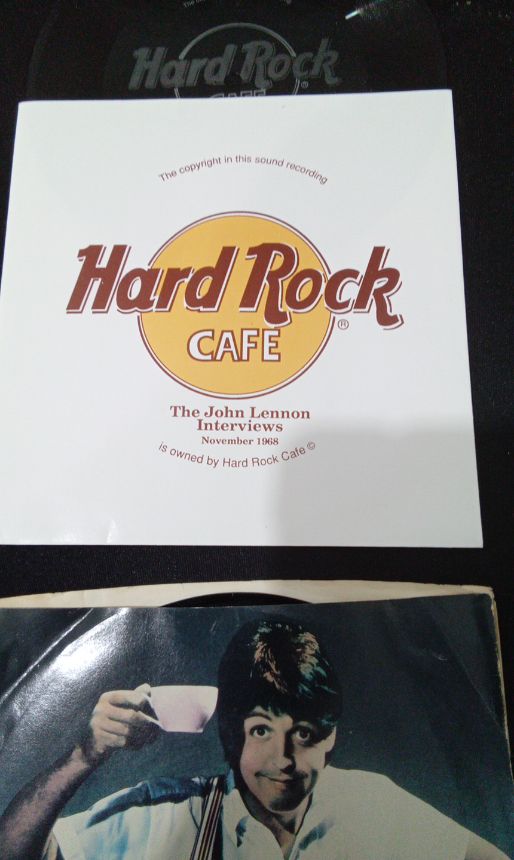 Hard Rock
CAFE
The copyright in this sound recording
Hard Rock
CAFE
®
The John Lennon
Interviews
November 1968
is owned by Hard Rock Cafe ©